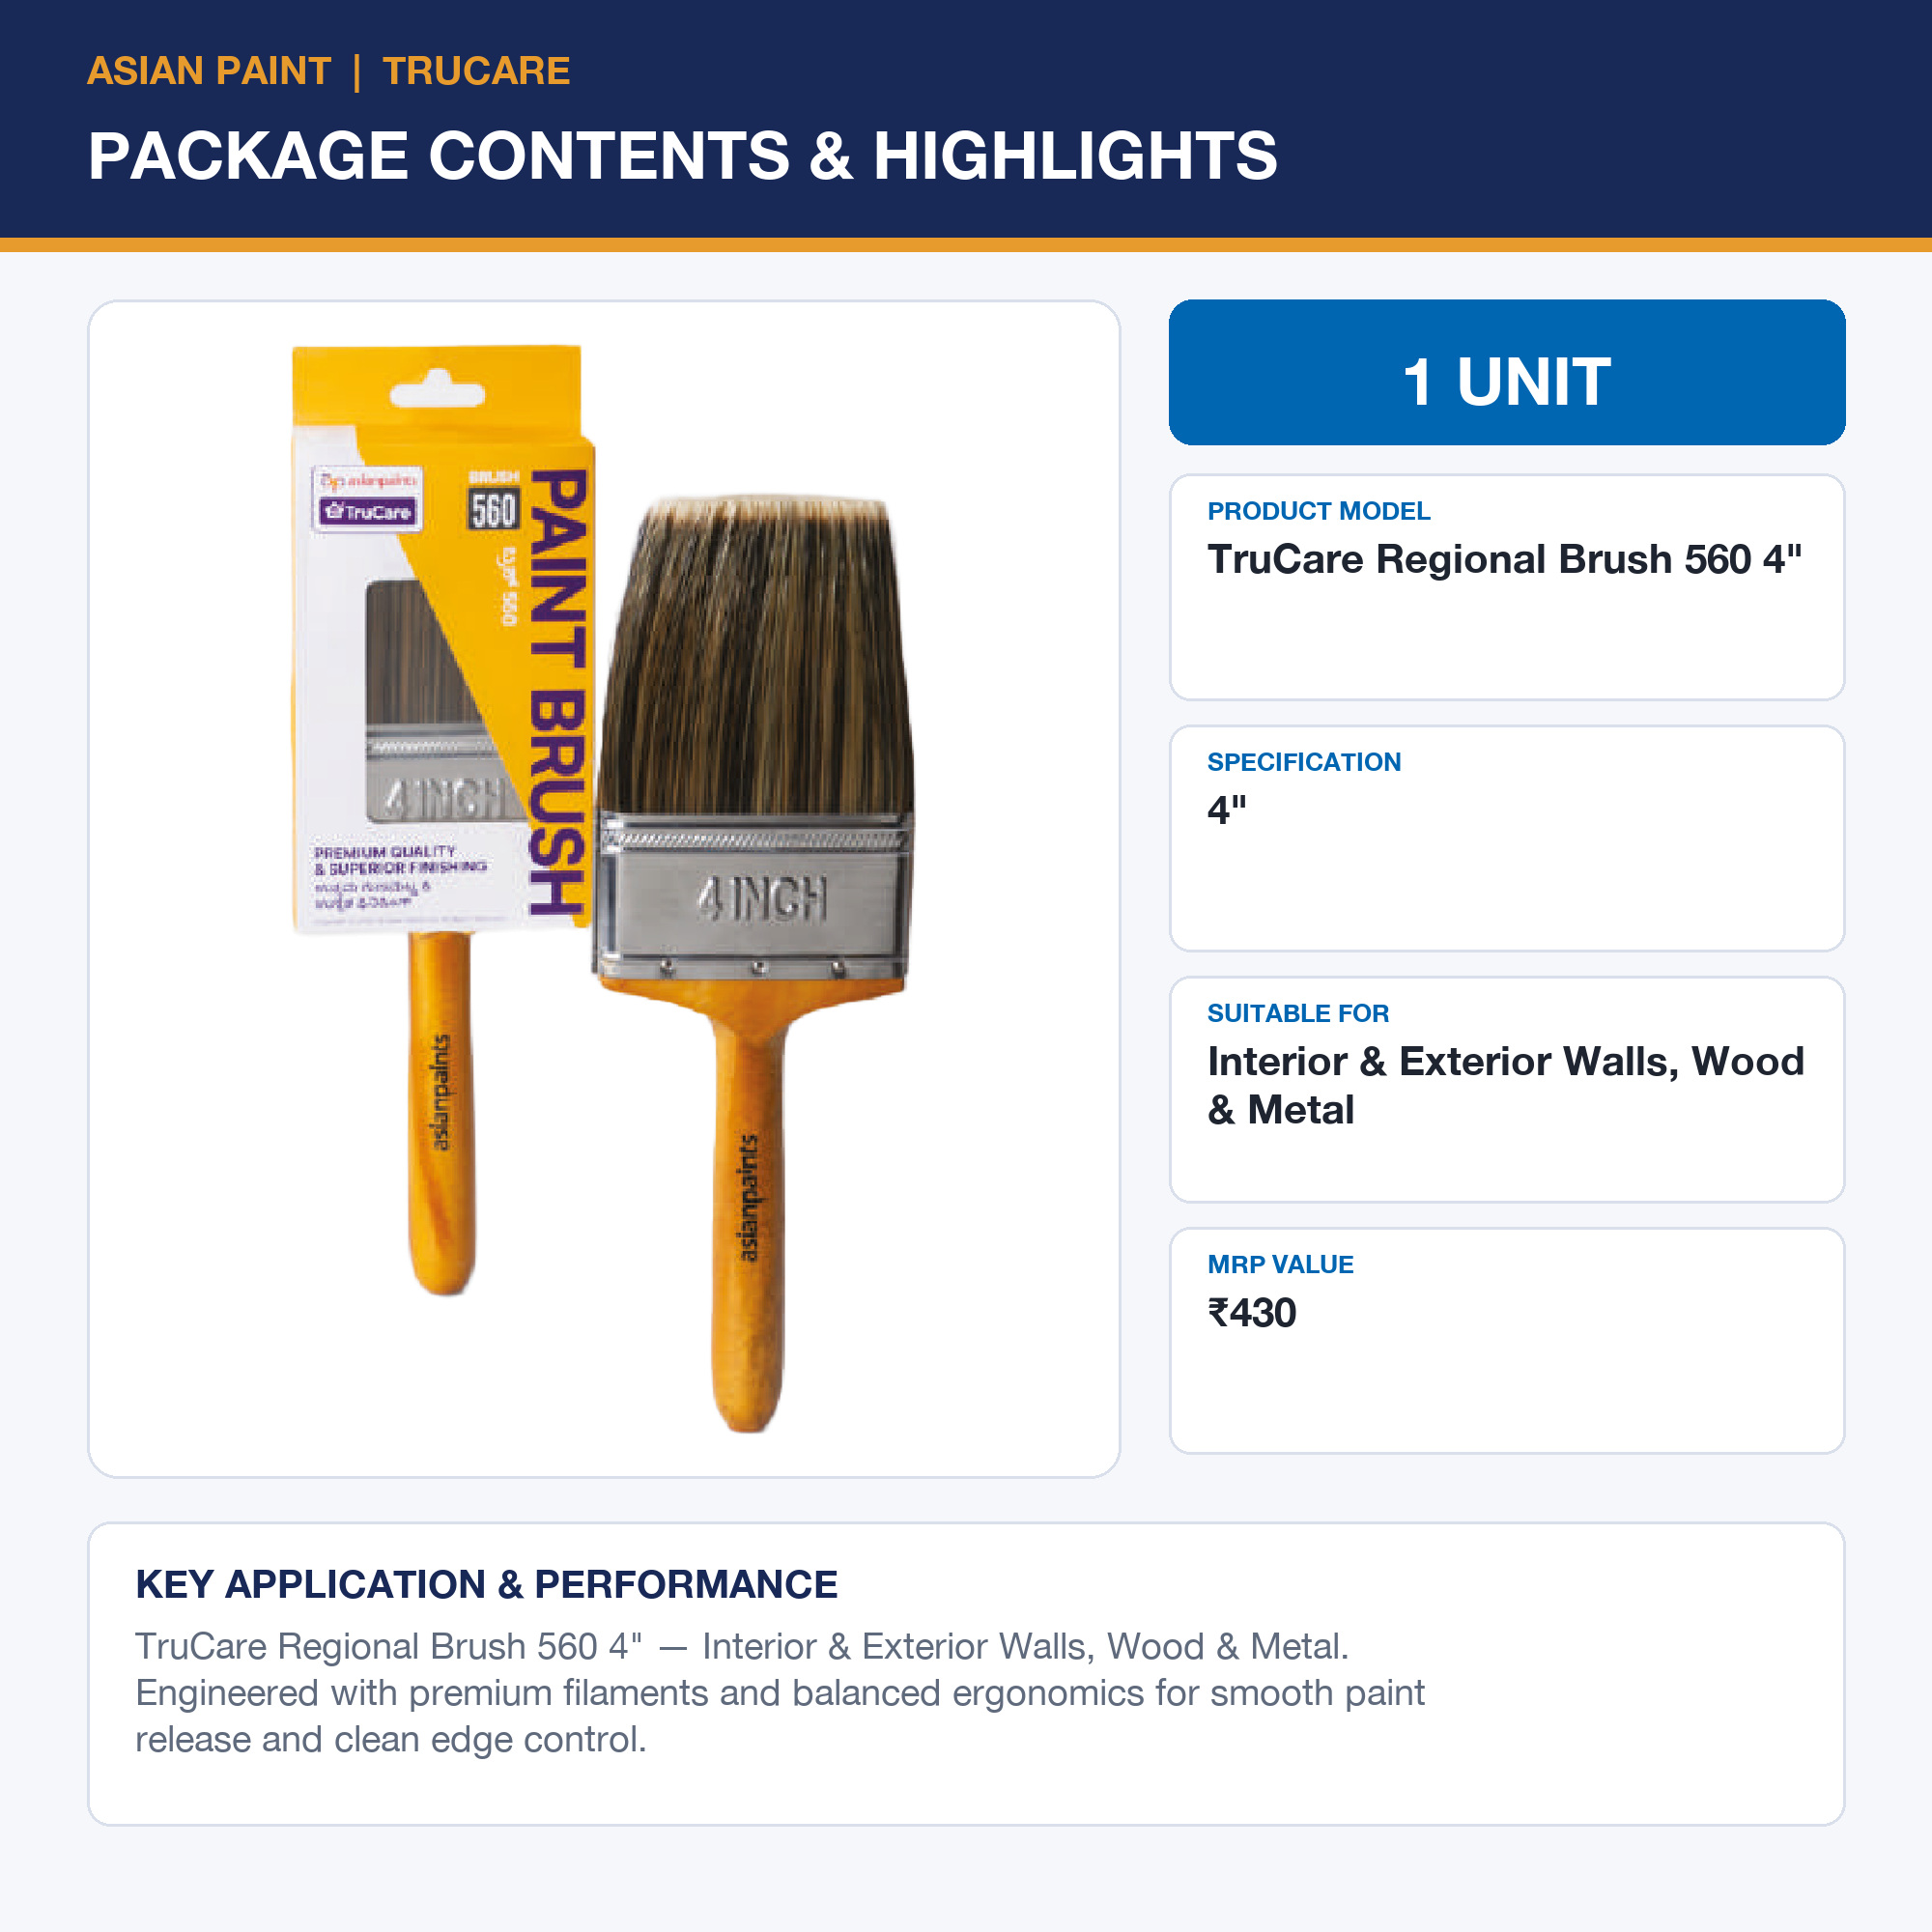 ASIAN PAINT | TRUCARE
PACKAGE CONTENTS & HIGHLIGHTS
asianpaints
TruCare
BRUSH
560
PAINT BRUSH
4 INCH
PREMIUM QUALITY
& SUPERIOR FINISHING
asianpaints
4 INCH
asianpaints
1 UNIT
PRODUCT MODEL
TruCare Regional Brush 560 4"
SPECIFICATION
4"
SUITABLE FOR
Interior & Exterior Walls, Wood
& Metal
MRP VALUE
₹430
KEY APPLICATION & PERFORMANCE
TruCare Regional Brush 560 4" — Interior & Exterior Walls, Wood & Metal.
Engineered with premium filaments and balanced ergonomics for smooth paint
release and clean edge control.